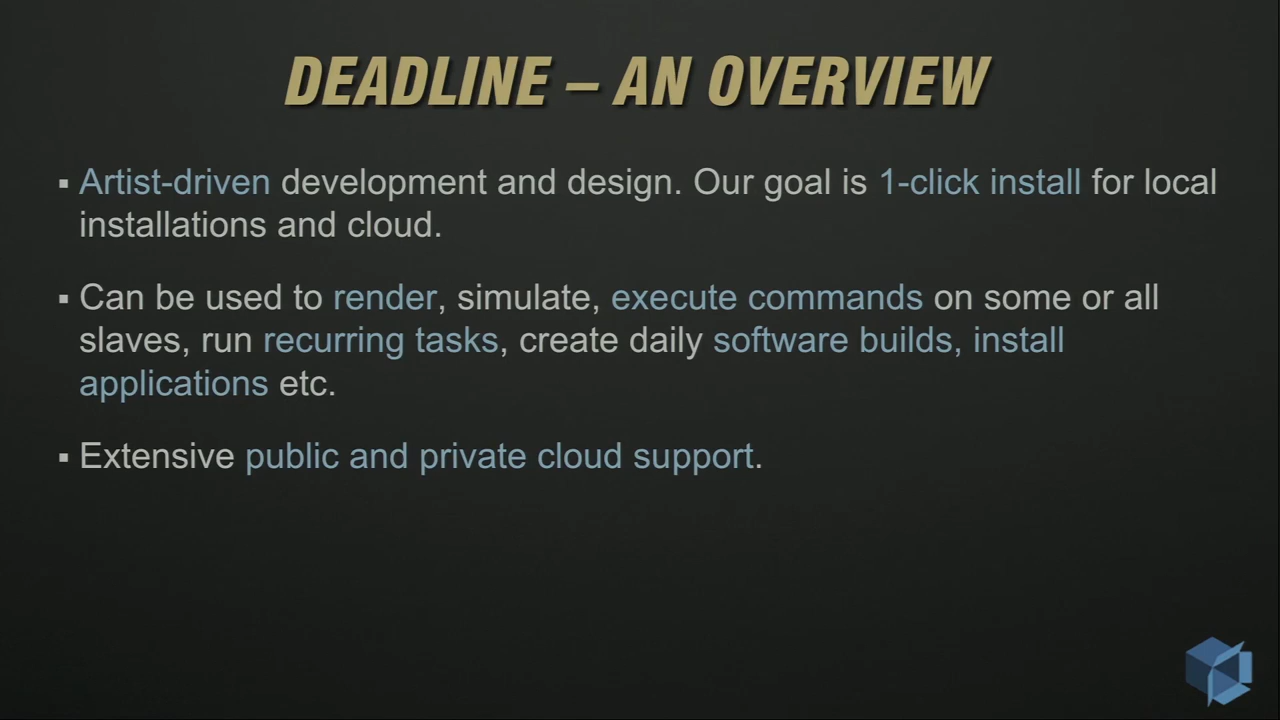 DEADLINE – AN OVERVIEW
▪ Artist-driven development and design. Our goal is 1-click install for local
installations and cloud.
▪ Can be used to render, simulate, execute commands on some or all
slaves, run recurring tasks, create daily software builds, install
applications etc.
▪ Extensive public and private cloud support.